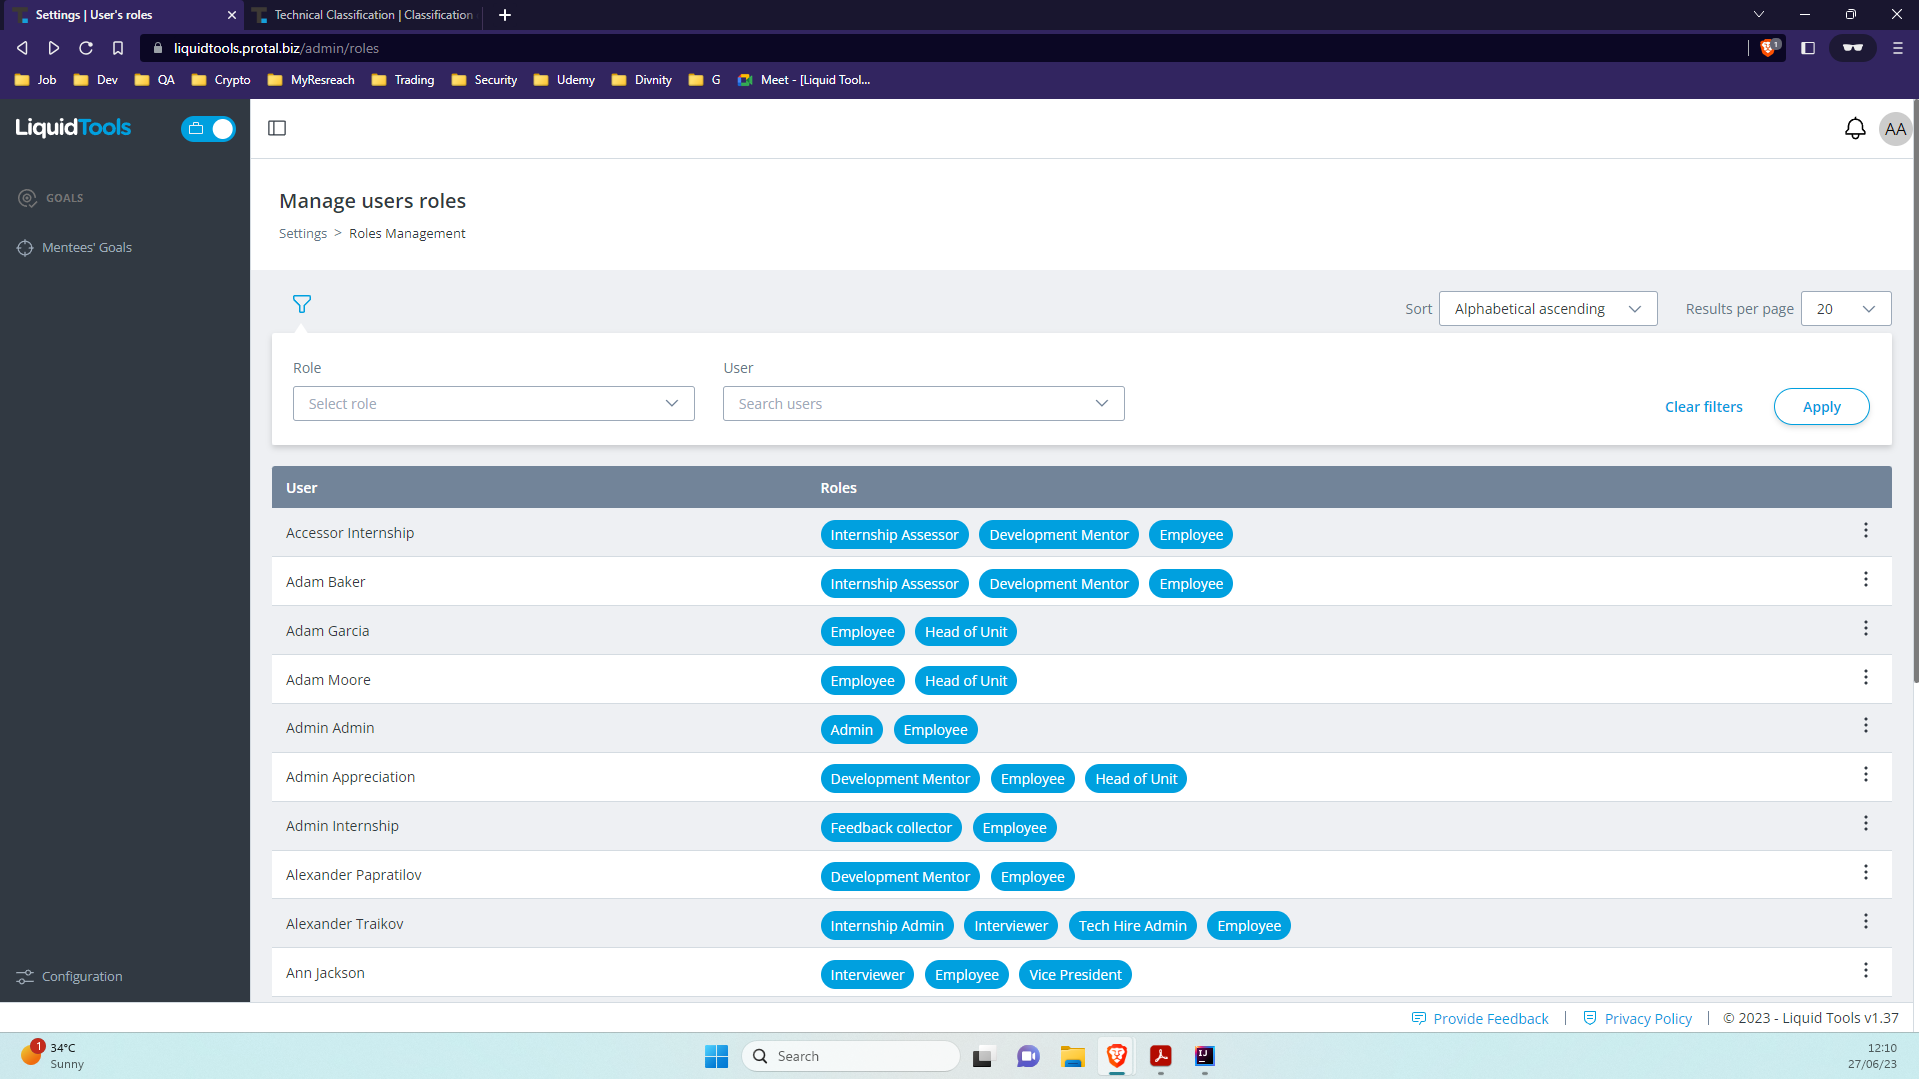 Settings | User's roles
Technical Classification | Classification
liquidtools.protal.biz/admin/roles
1
Job Dev QA Crypto MyResreach Trading Security Udemy Divnity G Meet - [Liquid Tool...
LiquidTools
AA
GOALS
Mentees' Goals
Manage users roles
Settings > Roles Management
Sort Alphabetical ascending Results per page 20
Role User
Select role Search users Clear filters Apply
User Roles
Accessor Internship Internship Assessor Development Mentor Employee
Adam Baker Internship Assessor Development Mentor Employee
Adam Garcia Employee Head of Unit
Adam Moore Employee Head of Unit
Admin Admin Admin Employee
Admin Appreciation Development Mentor Employee Head of Unit
Admin Internship Feedback collector Employee
Alexander Papratilov Development Mentor Employee
Alexander Traikov Internship Admin Interviewer Tech Hire Admin Employee
Ann Jackson Interviewer Employee Vice President
Configuration
Provide Feedback | Privacy Policy | © 2023 - Liquid Tools v1.37
1
34°C
Sunny
Search
IJ
12:10
27/06/23